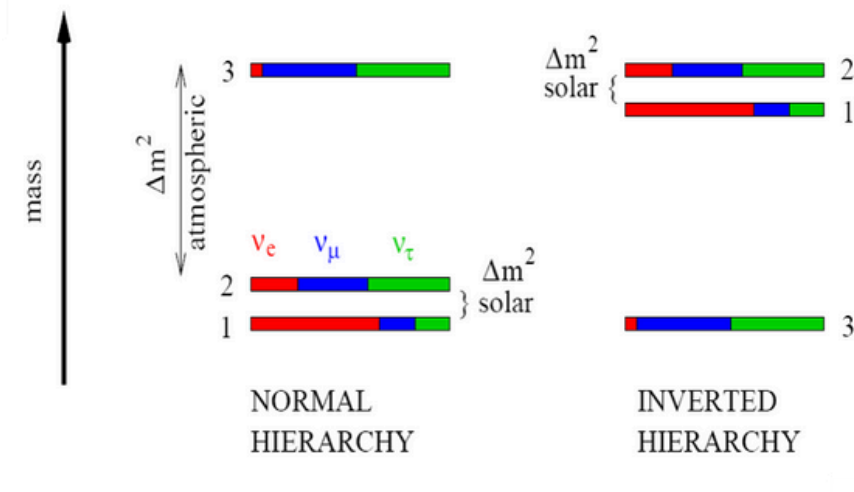 mass
Δm²
atmospheric
3
νe νμ ντ
2
1
Δm²
solar
NORMAL
HIERARCHY
Δm²
solar {
2
1
3
INVERTED
HIERARCHY